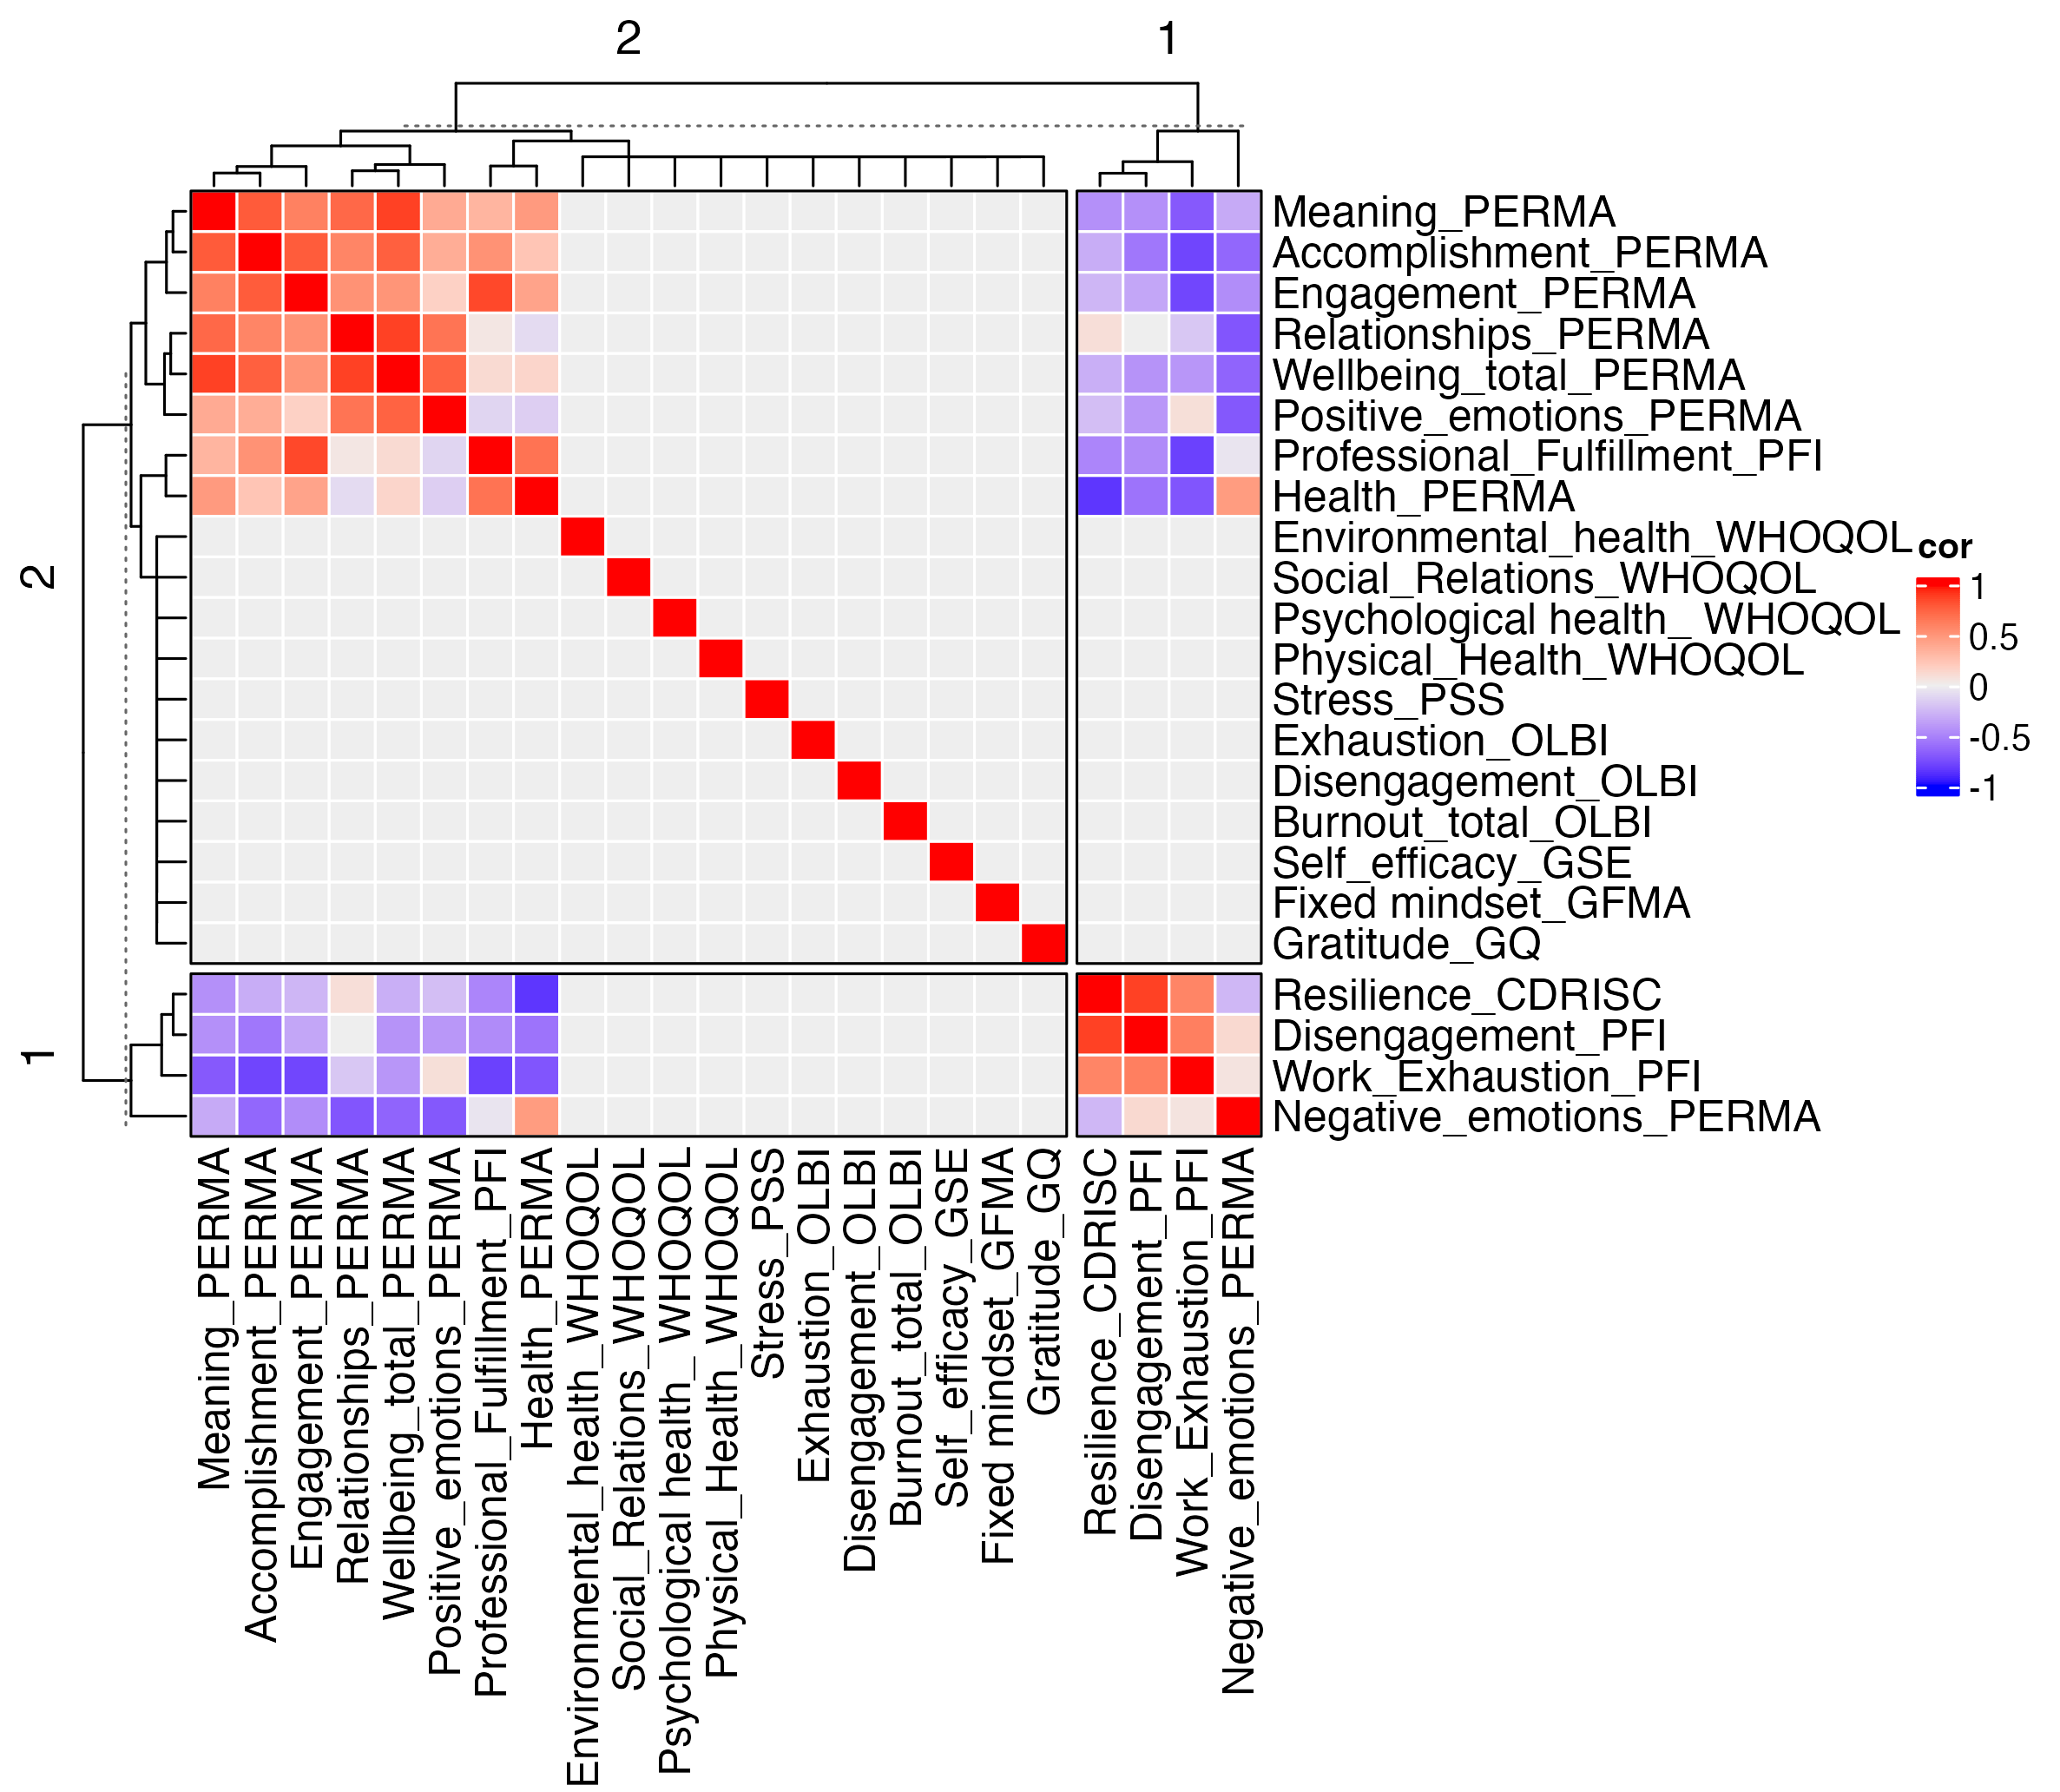 2 1
2
1
Meaning_PERMA
Accomplishment_PERMA
Engagement_PERMA
Relationships_PERMA
Wellbeing_total_PERMA
Positive_emotions_PERMA
Professional_Fulfillment_PFI
Health_PERMA
Environmental_health_WHOQOL
Social_Relations_WHOQOL
Psychological health_ WHOQOL
Physical_Health_WHOQOL
Stress_PSS
Exhaustion_OLBI
Disengagement_OLBI
Burnout_total_OLBI
Self_efficacy_GSE
Fixed mindset_GFMA
Gratitude_GQ
Resilience_CDRISC
Disengagement_PFI
Work_Exhaustion_PFI
Negative_emotions_PERMA
cor
1
0.5
0
-0.5
-1
Meaning_PERMA
Accomplishment_PERMA
Engagement_PERMA
Relationships_PERMA
Wellbeing_total_PERMA
Positive_emotions_PERMA
Professional_Fulfillment_PFI
Health_PERMA
Environmental_health_WHOQOL
Social_Relations_WHOQOL
Psychological health_ WHOQOL
Physical_Health_WHOQOL
Stress_PSS
Exhaustion_OLBI
Disengagement_OLBI
Burnout_total_OLBI
Self_efficacy_GSE
Fixed mindset_GFMA
Gratitude_GQ
Resilience_CDRISC
Disengagement_PFI
Work_Exhaustion_PFI
Negative_emotions_PERMA